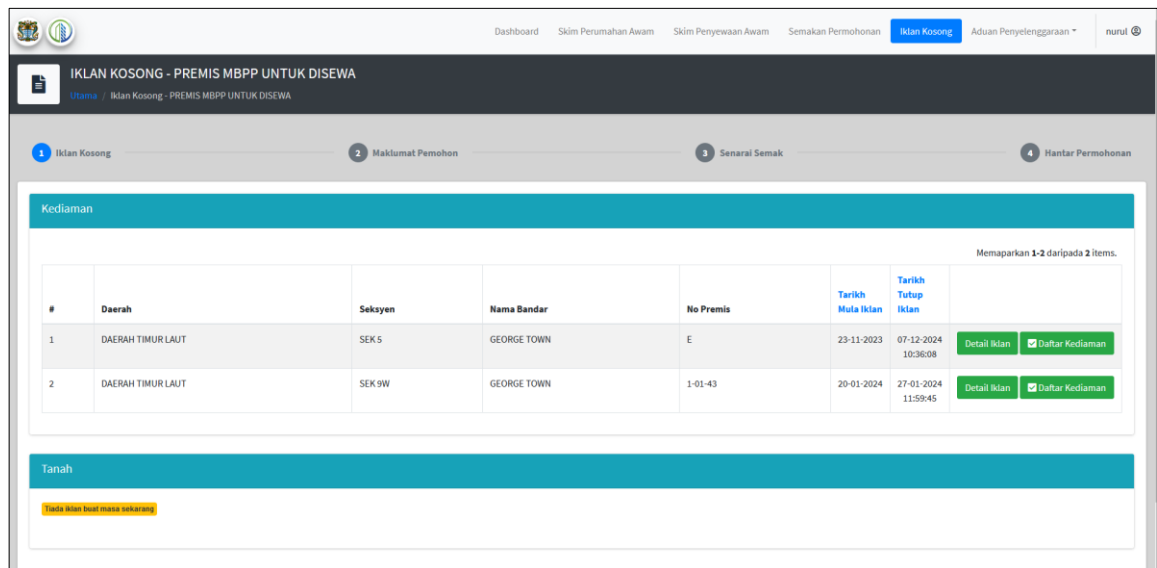 Dashboard Skim Perumahan Awam Skim Penyewaan Awam Semakan Permohonan Iklan Kosong Aduan Penyelenggaraan nurul
IKLAN KOSONG - PREMIS MBPP UNTUK DISEWA
Utama / Iklan Kosong - PREMIS MBPP UNTUK DISEWA
1 Iklan Kosong 2 Maklumat Pemohon 3 Senarai Semak 4 Hantar Permohonan
Kediaman
Memaparkan 1-2 daripada 2 items.
# Daerah Seksyen Nama Bandar No Premis Tarikh Mula Iklan Tarikh Tutup Iklan
1 DAERAH TIMUR LAUT SEK 5 GEORGE TOWN E 23-11-2023 07-12-2024 10:36:08 Detail Iklan Daftar Kediaman
2 DAERAH TIMUR LAUT SEK 9W GEORGE TOWN 1-01-43 20-01-2024 27-01-2024 11:59:45 Detail Iklan Daftar Kediaman
Tanah
Tiada iklan buat masa sekarang